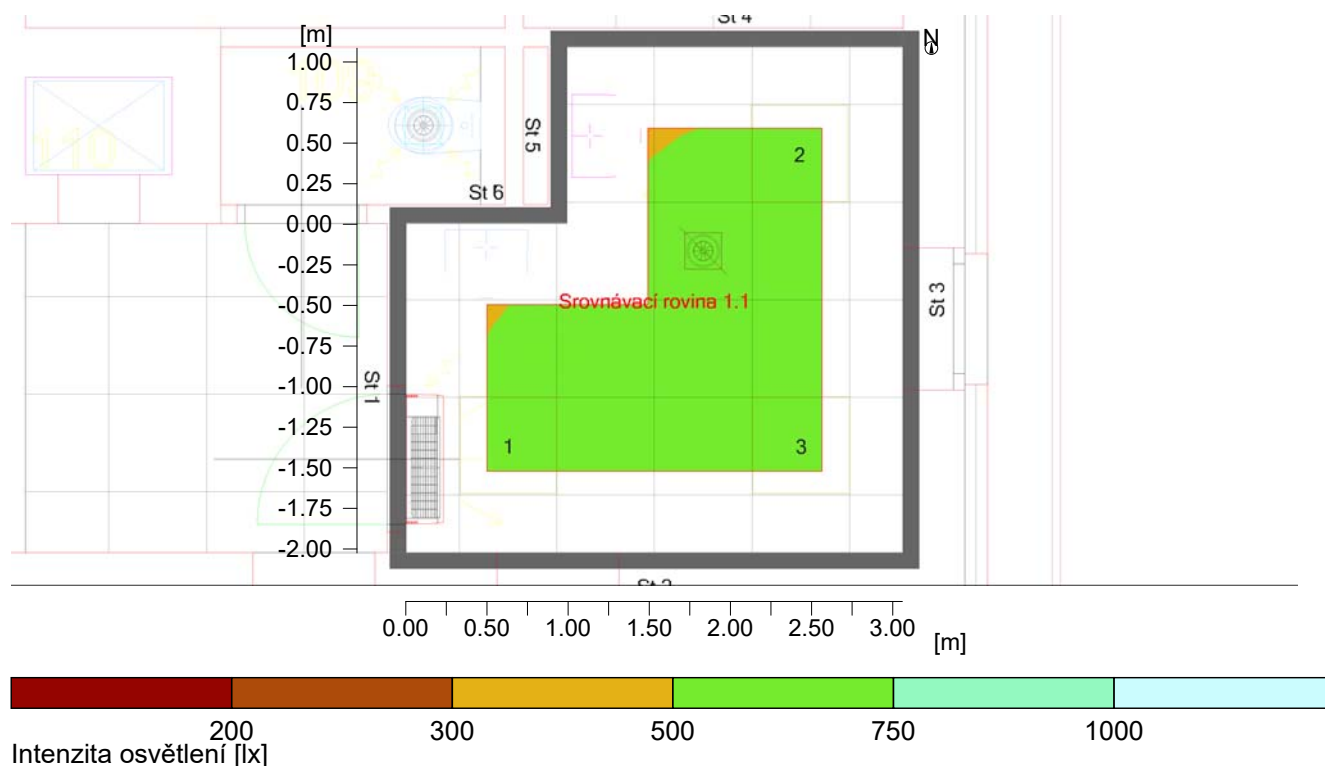 St 4
[m]
N
1.00
0.75
0.50
0.25
0.00
-0.25
-0.50
-0.75
-1.00
-1.25
-1.50
-1.75
-2.00
110
St 5
2
St 6
Srovnávací rovina 1.1
St 3
St 1
1
3
0.00 0.50 1.00 1.50 2.00 2.50 3.00
[m]
200 300 500 750 1000
Intenzita osvětlení [lx]